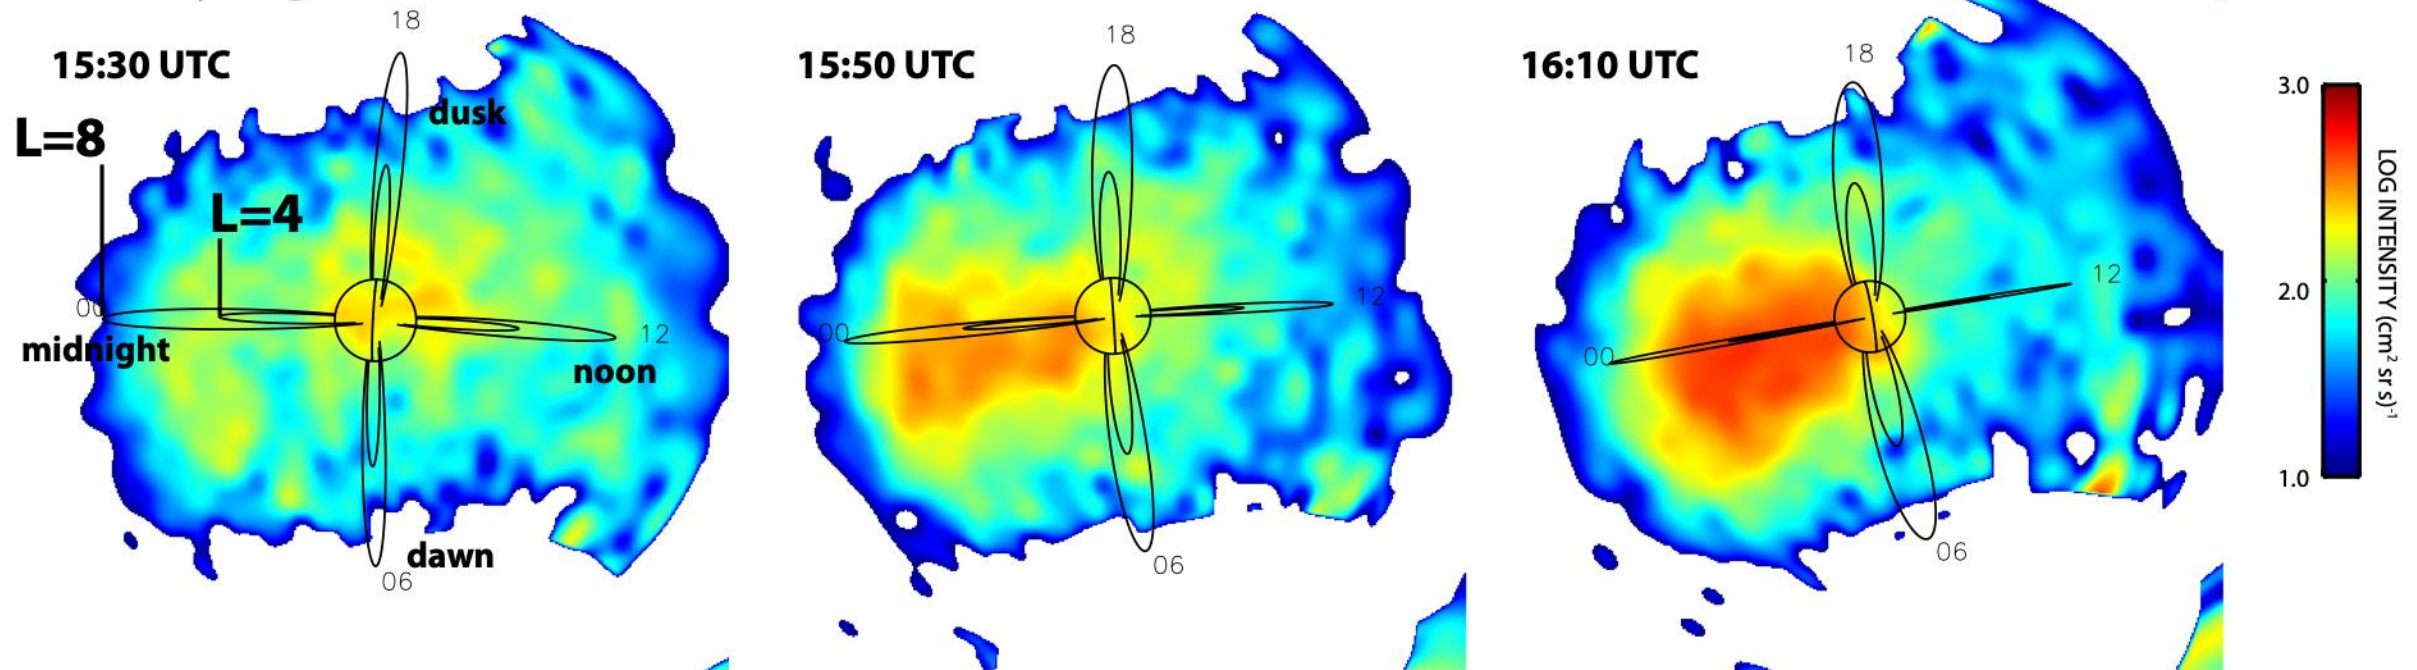 15:30 UTC
18
dusk
L=8
L=4
00
midnight
12
noon
dawn
06
15:50 UTC
18
00
12
06
16:10 UTC
18
00
12
06
3.0
2.0
1.0
LOG INTENSITY (cm² sr s)⁻¹